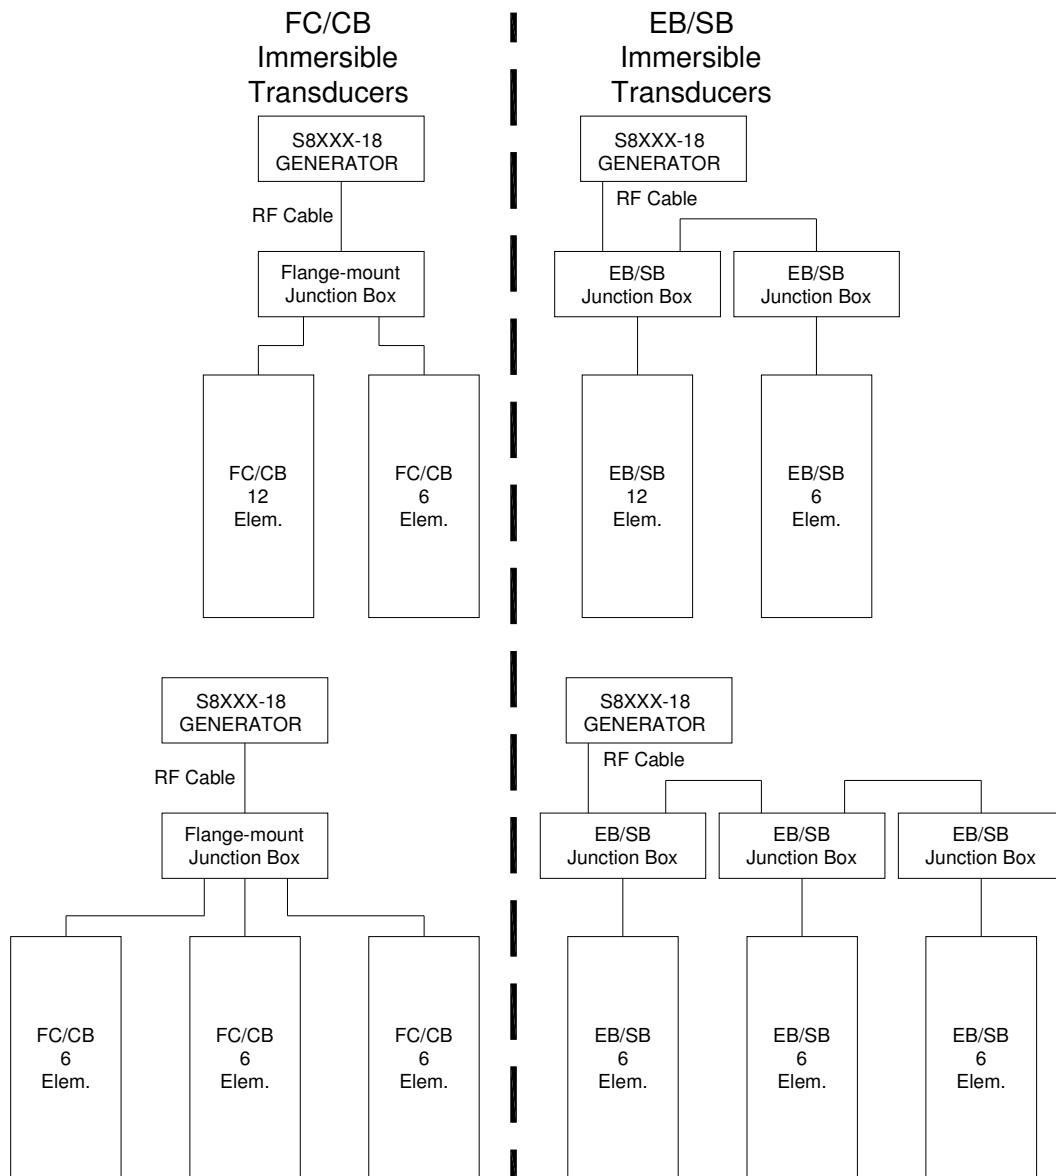 FC/CB
Immersible
Transducers
S8XXX-18
GENERATOR
RF Cable
Flange-mount
Junction Box
FC/CB
12
Elem.
FC/CB
6
Elem.
EB/SB
Immersible
Transducers
S8XXX-18
GENERATOR
RF Cable
EB/SB
Junction Box
EB/SB
Junction Box
EB/SB
12
Elem.
EB/SB
6
Elem.
S8XXX-18
GENERATOR
RF Cable
Flange-mount
Junction Box
FC/CB
6
Elem.
FC/CB
6
Elem.
FC/CB
6
Elem.
S8XXX-18
GENERATOR
RF Cable
EB/SB
Junction Box
EB/SB
Junction Box
EB/SB
Junction Box
EB/SB
6
Elem.
EB/SB
6
Elem.
EB/SB
6
Elem.